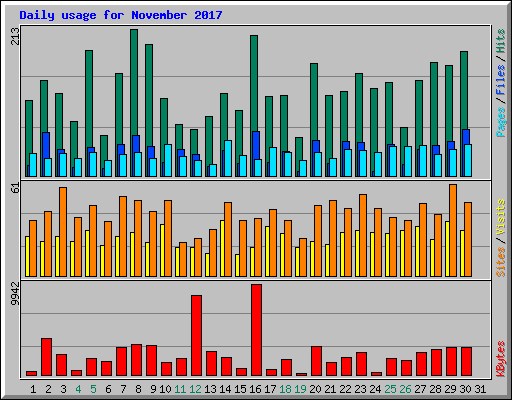 Daily usage for November 2017
213
Pages / Files / Hits
61
Sites / Visits
9942
KBytes
1 2 3 4 5 6 7 8 9 10 11 12 13 14 15 16 17 18 19 20 21 22 23 24 25 26 27 28 29 30 31